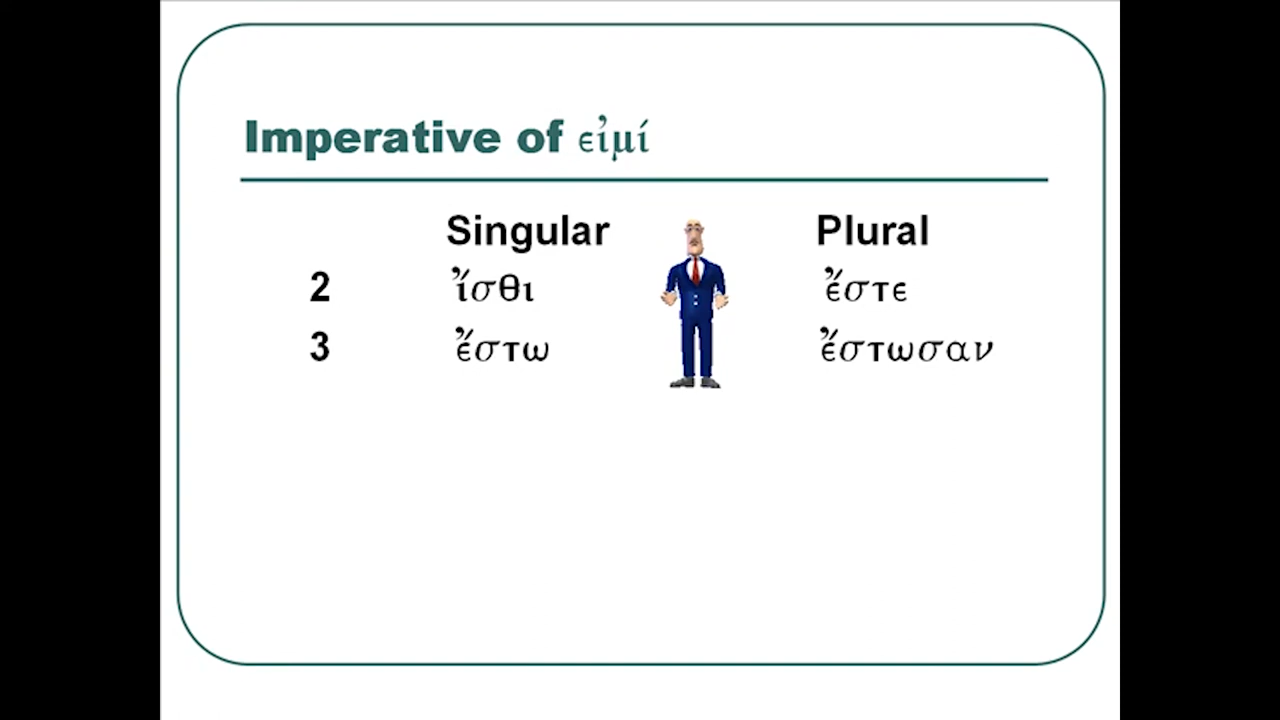 Imperative of εἰμί
Singular Plural
2 ἴσθι ἔστε
3 ἔστω ἔστωσαν